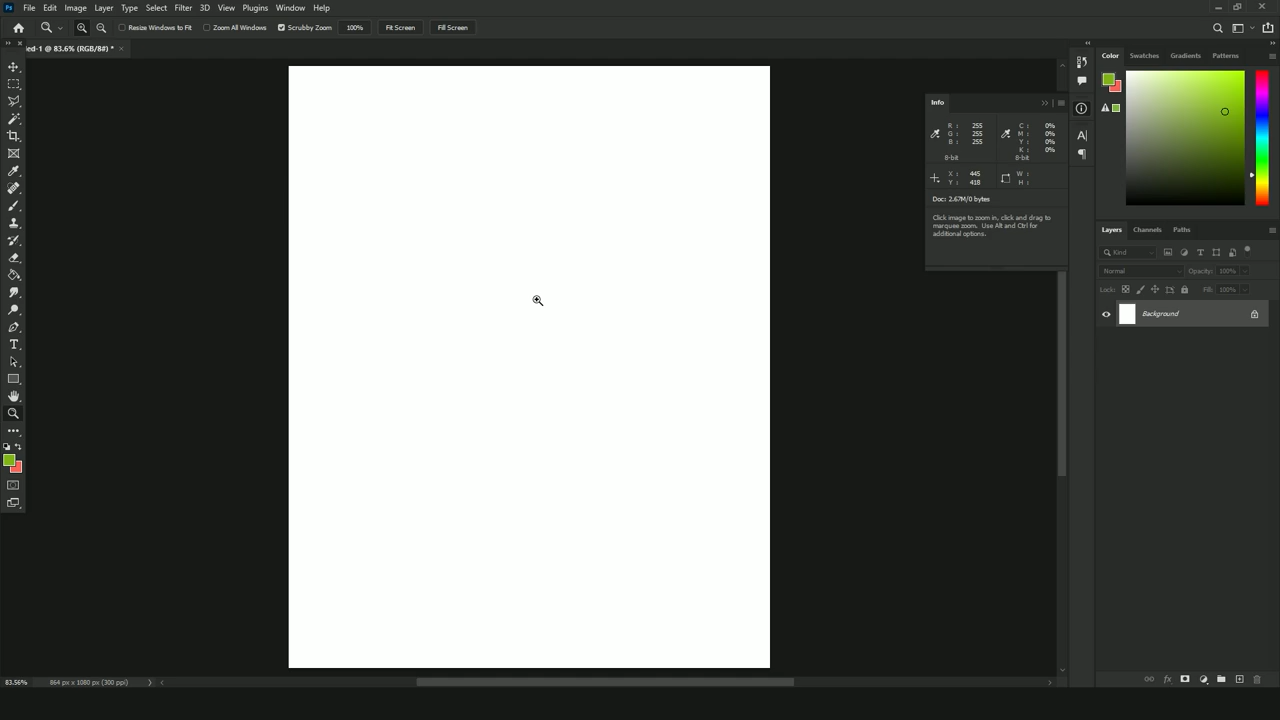 Ps File Edit Image Layer Type Select Filter 3D View Plugins Window Help
Resize Windows to Fit Zoom All Windows Scrubby Zoom 100% Fit Screen Fill Screen
ed-1 @ 83.6% (RGB/8#) *
Color Swatches Gradients Patterns
Info
R : 255 C : 0%
G : 255 M : 0%
B : 255 Y : 0%
K : 0%
8-bit 8-bit
X : 445 W :
Y : 418 H :
Doc: 2.67M/0 bytes
Click image to zoom in, click and drag to
marquee zoom. Use Alt and Ctrl for
additional options.
Layers Channels Paths
Kind
Normal Opacity: 100%
Lock: Fill: 100%
Background
83.56% 864 px x 1080 px (300 ppi)